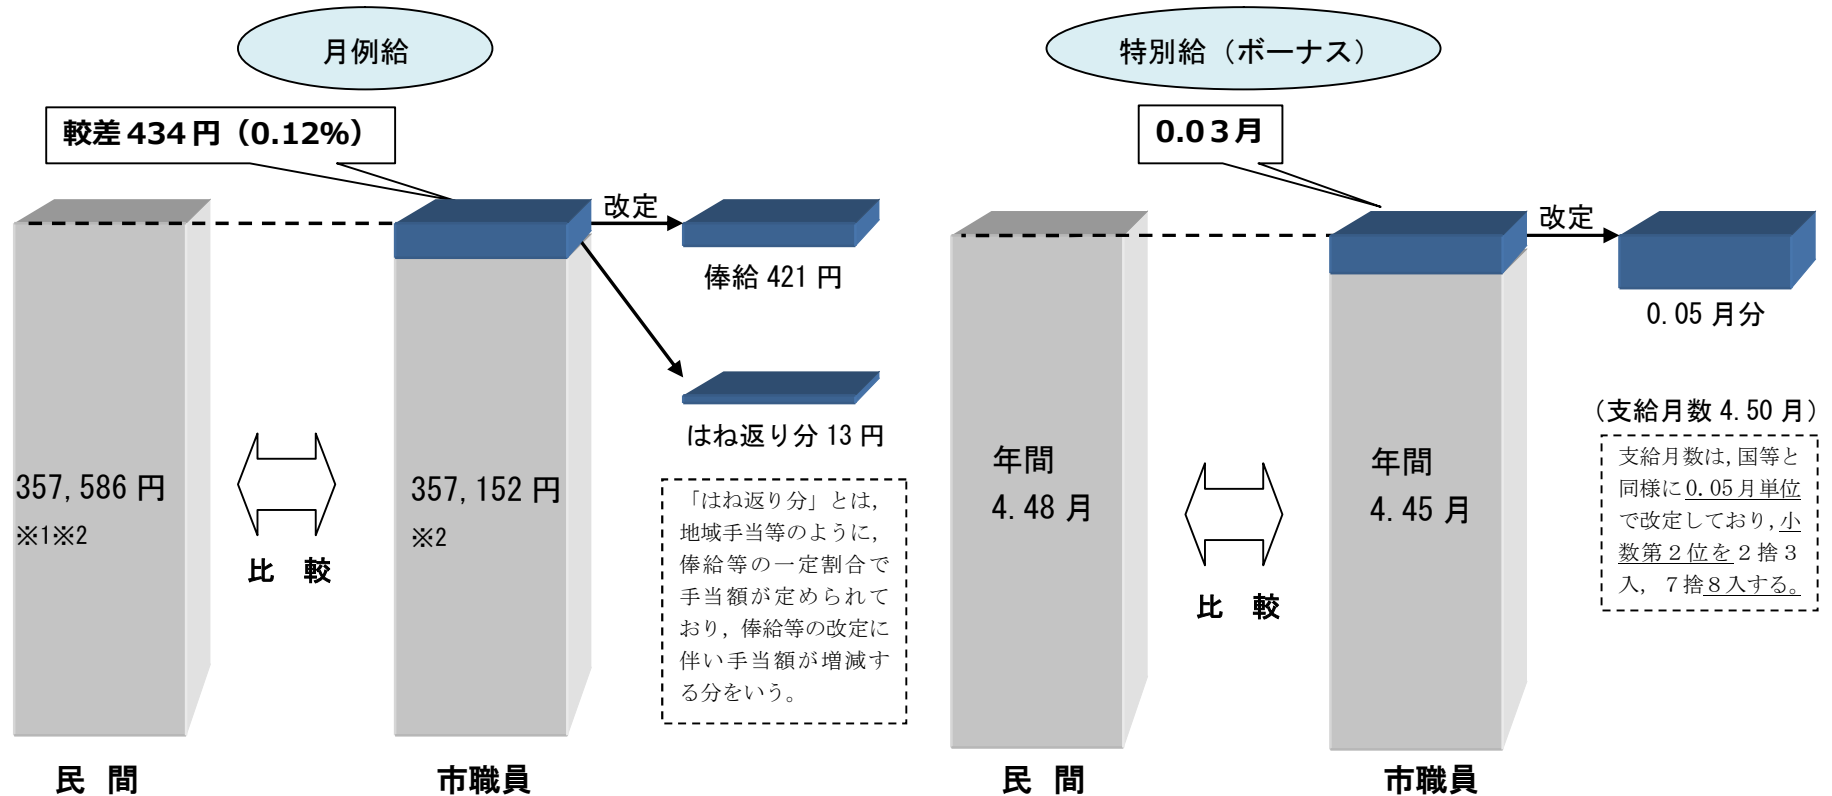 月例給
較差434円（0.12%）
改定
俸給 421 円
はね返り分 13 円
357,586 円
※1※2
比　較
357,152 円
※2
「はね返り分」とは，
地域手当等のように，
俸給等の一定割合で
手当額が定められて
おり，俸給等の改定に
伴い手当額が増減す
る分をいう。
民　間
市職員
特別給（ボーナス）
0.0３月
改定
0.05 月分
(支給月数 4.50 月)
年間
4.48 月
比　較
年間
4.45 月
支給月数は，国等と
同様に0.05月単位
で改定しており，小
数第２位を２捨３
入，７捨８入する。
民　間
市職員